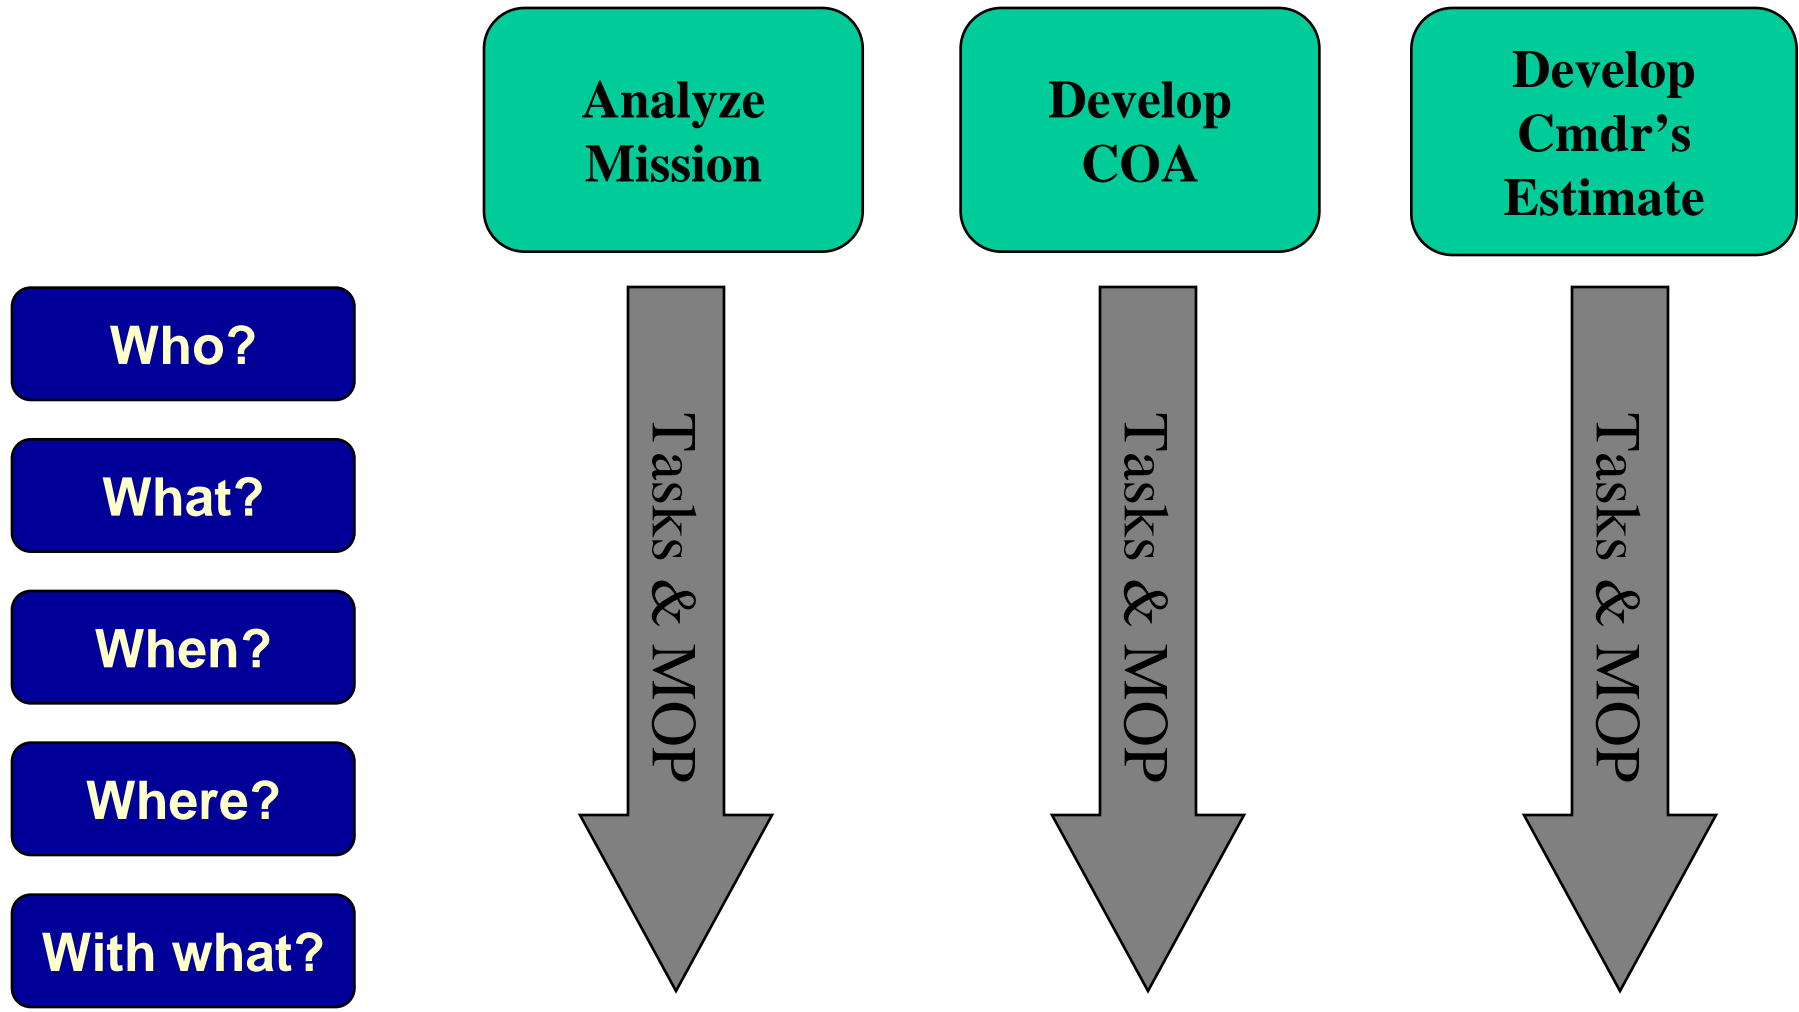 Analyze
Mission
Develop
COA
Develop
Cmdr’s
Estimate
Who?
What?
When?
Where?
With what?
Tasks & MOP
Tasks & MOP
Tasks & MOP